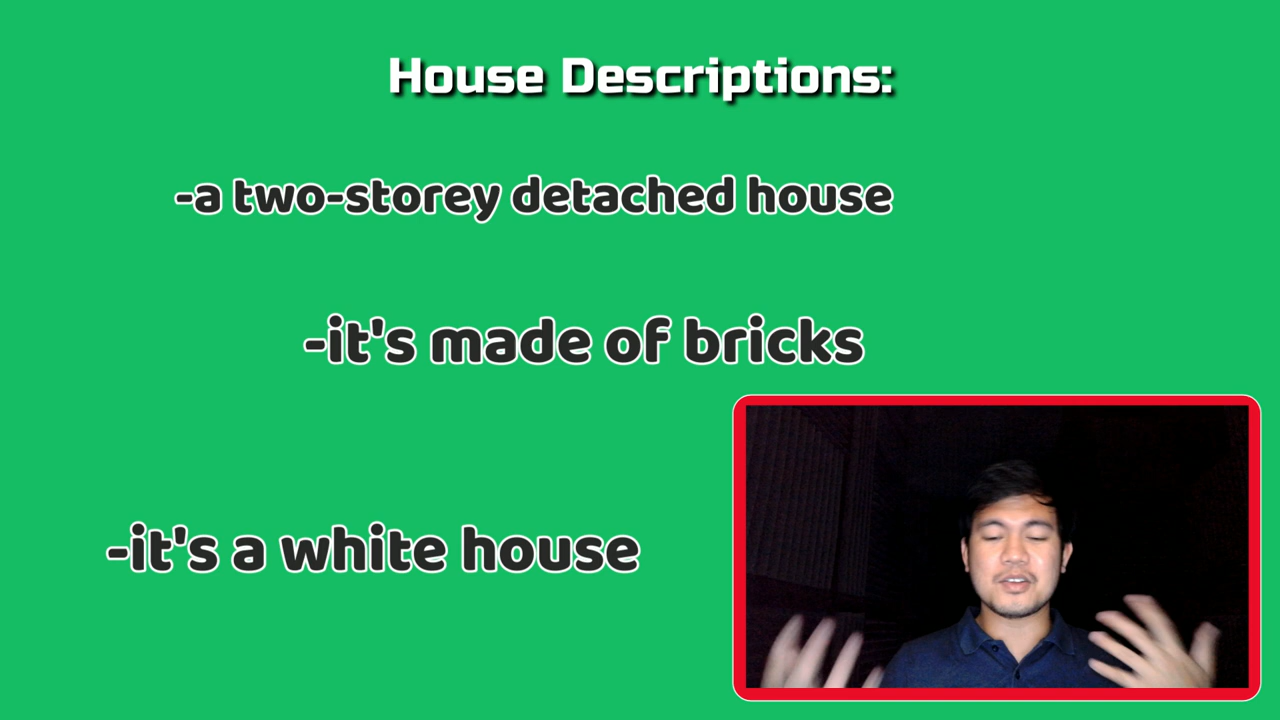 House Descriptions:
-a two-storey detached house
-it's made of bricks
-it's a white house